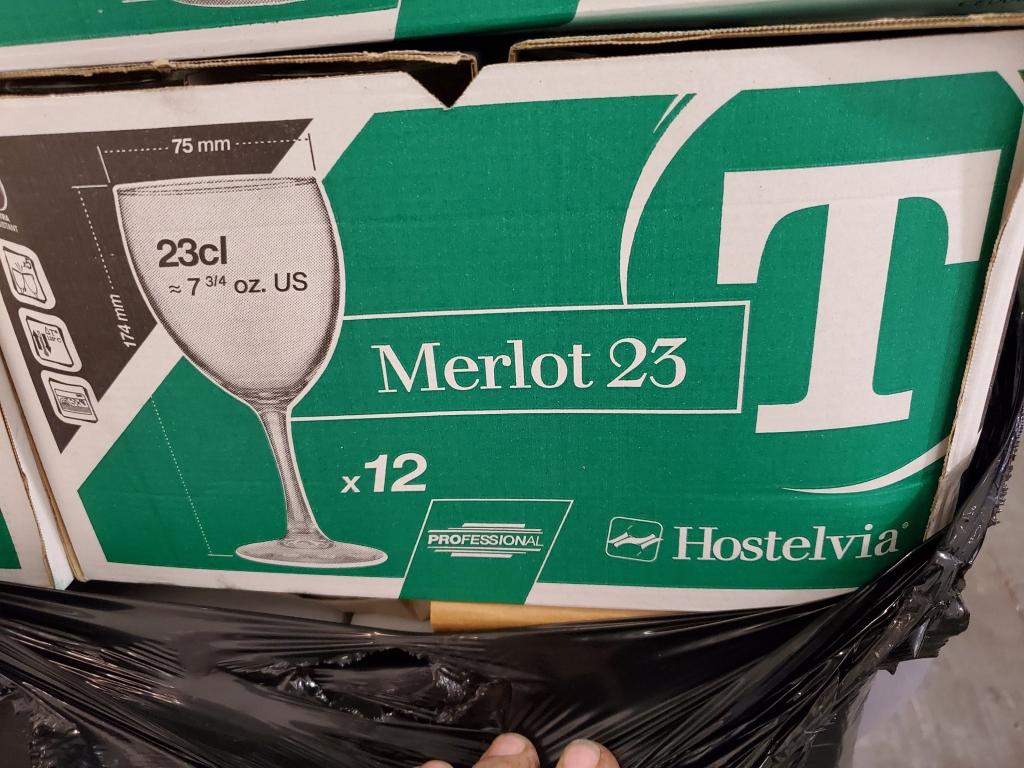 75 mm
23cl
≈ 7 3/4 oz. US
174 mm
Merlot 23
T
x12
PROFESSIONAL
Hostelvia